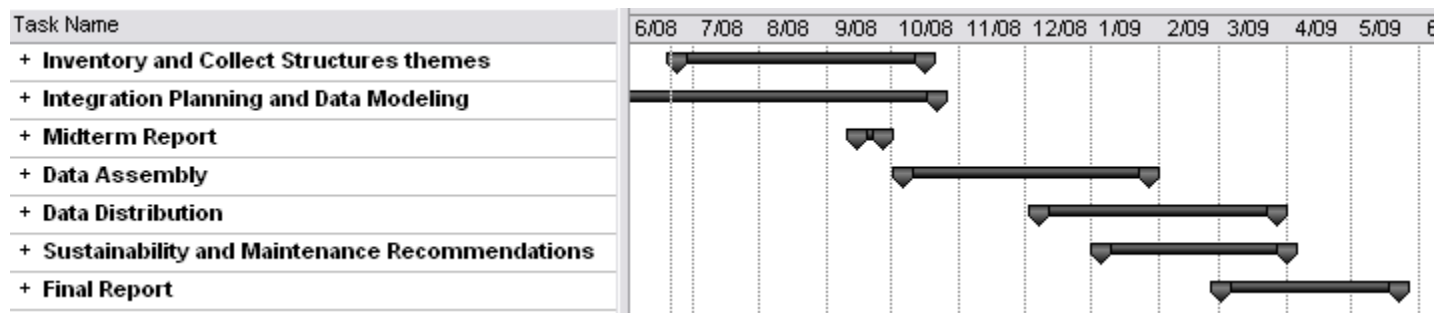 Task Name 6/08 7/08 8/08 9/08 10/08 11/08 12/08 1/09 2/09 3/09 4/09 5/09
+ Inventory and Collect Structures themes
+ Integration Planning and Data Modeling
+ Midterm Report
+ Data Assembly
+ Data Distribution
+ Sustainability and Maintenance Recommendations
+ Final Report